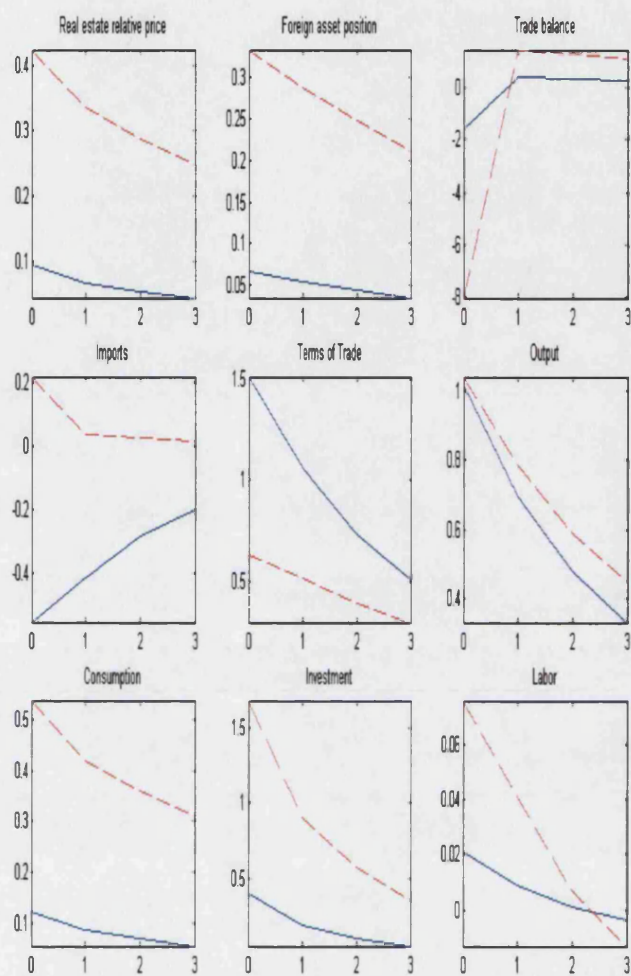 Real estate relative price
Foreign asset position
Trade balance
0.4
0.3
0.2
0.1
0 1 2 3
0.3
0.25
0.2
0.15
0.1
0.05
0 1 2 3
0
-2
-4
-6
-8
0 1 2 3
Imports
Terms of Trade
Output
0.2
0
-0.2
-0.4
0 1 2 3
1.5
1
0.5
0 1 2 3
1
0.8
0.6
0.4
0 1 2 3
Consumption
Investment
Labor
0.5
0.4
0.3
0.2
0.1
0 1 2 3
1.5
1
0.5
0 1 2 3
0.06
0.04
0.02
0
0 1 2 3